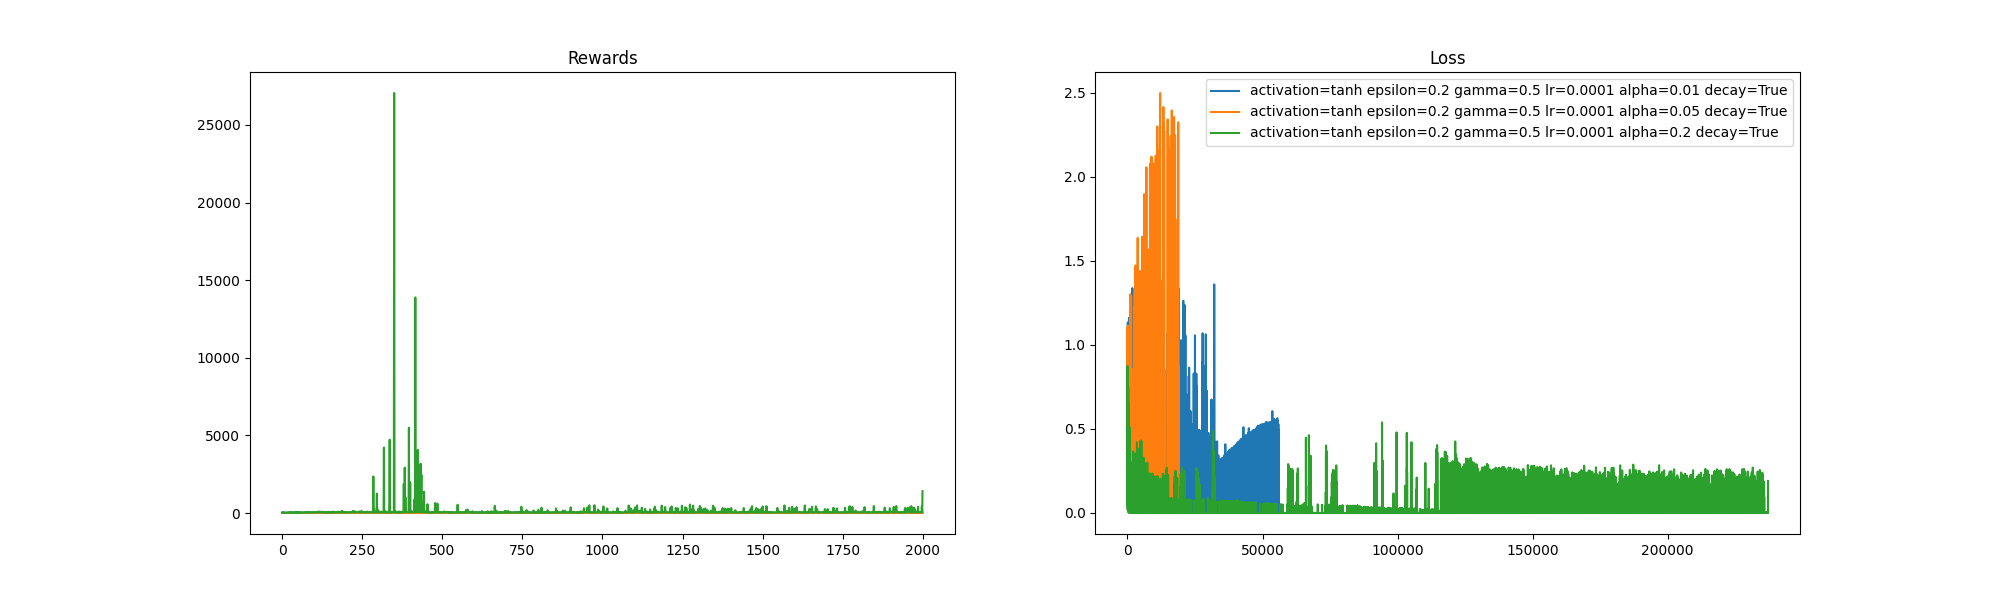 Rewards
25000
20000
15000
10000
5000
0
0 250 500 750 1000 1250 1500 1750 2000
Loss
activation=tanh epsilon=0.2 gamma=0.5 lr=0.0001 alpha=0.01 decay=True
activation=tanh epsilon=0.2 gamma=0.5 lr=0.0001 alpha=0.05 decay=True
activation=tanh epsilon=0.2 gamma=0.5 lr=0.0001 alpha=0.2 decay=True
2.5
2.0
1.5
1.0
0.5
0.0
0 50000 100000 150000 200000